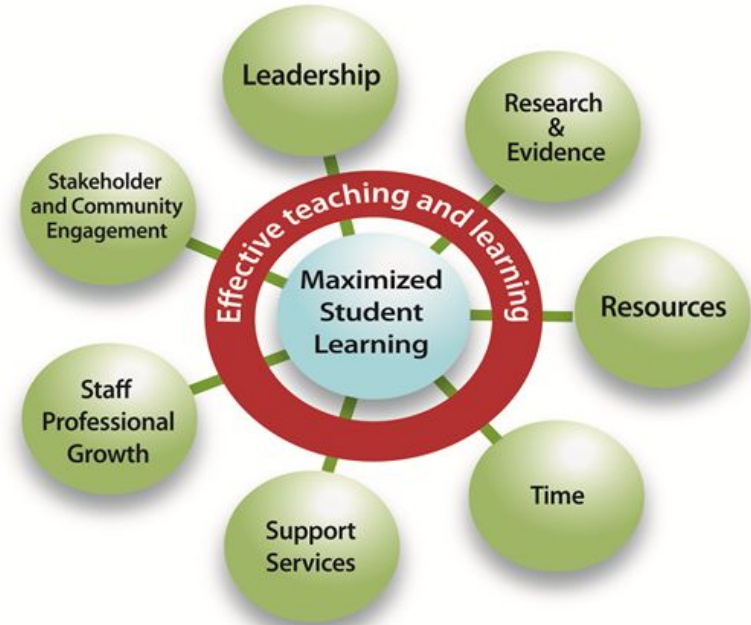 Leadership
Research
&
Evidence
Stakeholder
and Community
Engagement
Effective teaching and learning
Maximized
Student
Learning
Resources
Staff
Professional
Growth
Time
Support
Services